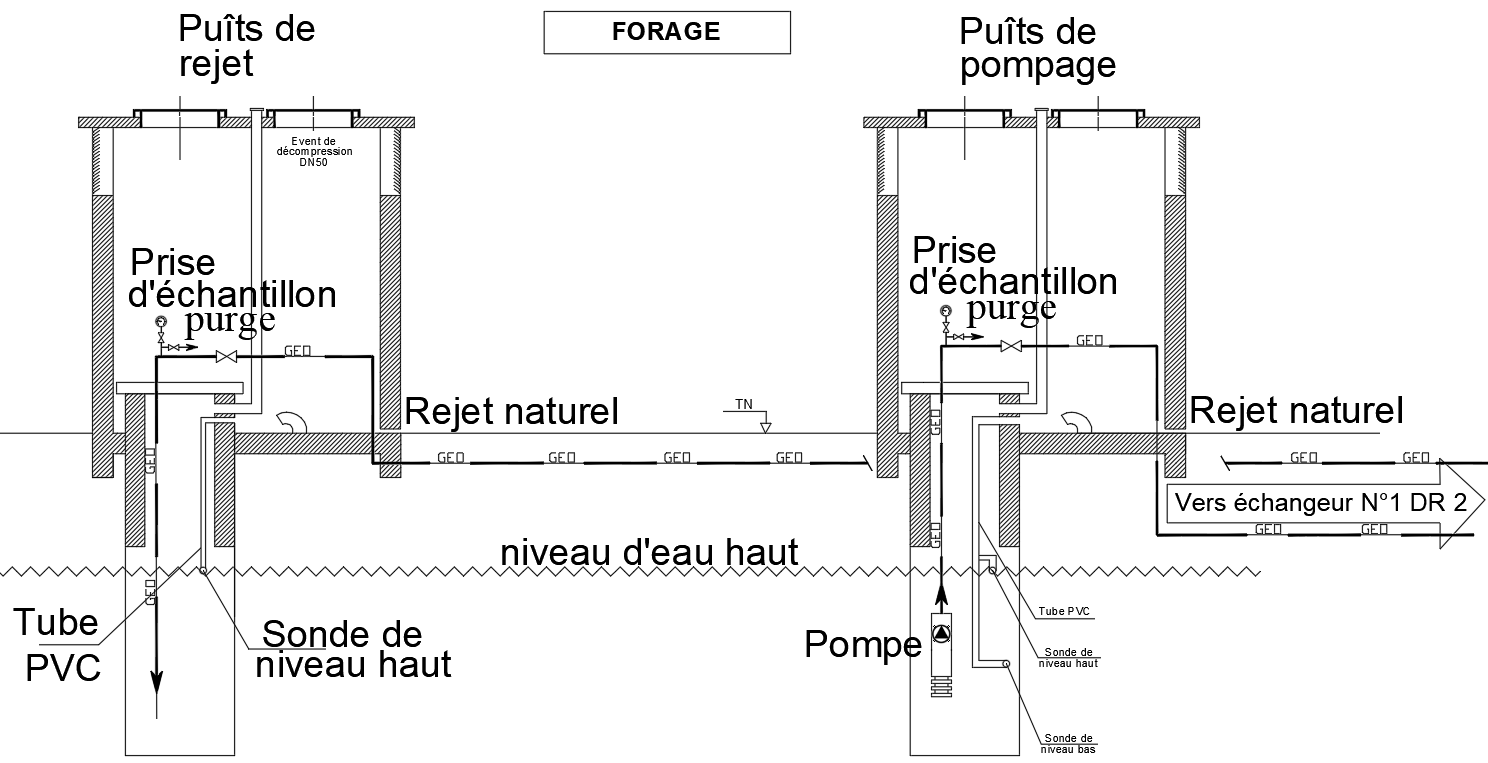 FORAGE
Puîts de
rejet
Puîts de
pompage
Event de
décompression
DN50
Prise
d'échantillon
purge
Prise
d'échantillon
purge
GEO
GEO
Rejet naturel
TN
Rejet naturel
GEO
GEO
GEO
GEO
GEO
GEO
GEO
GEO
Vers échangeur N°1 DR 2
GEO
GEO
GEO
niveau d'eau haut
GEO
Tube
PVC
Sonde de
niveau haut
Pompe
Tube PVC
Sonde de
niveau haut
Sonde de
niveau bas